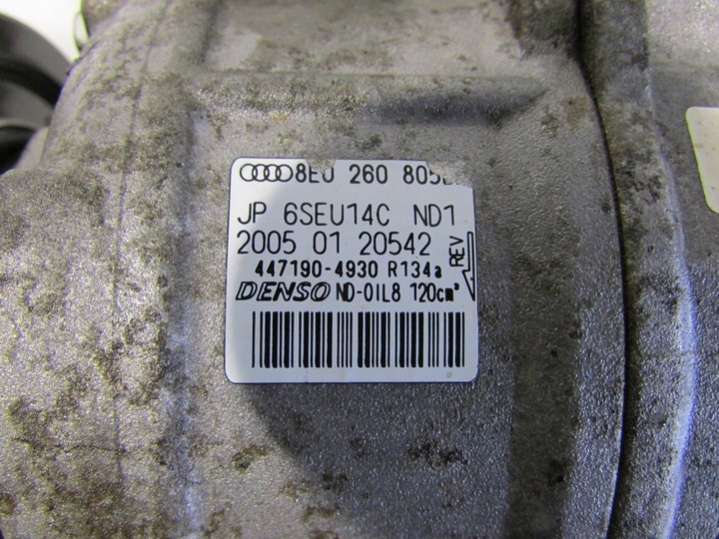 8E0 260 805
JP 6SEU14C ND1
2005 01 20542
REV
447190-4930 R134a
DENSO ND-OIL8 120cm³